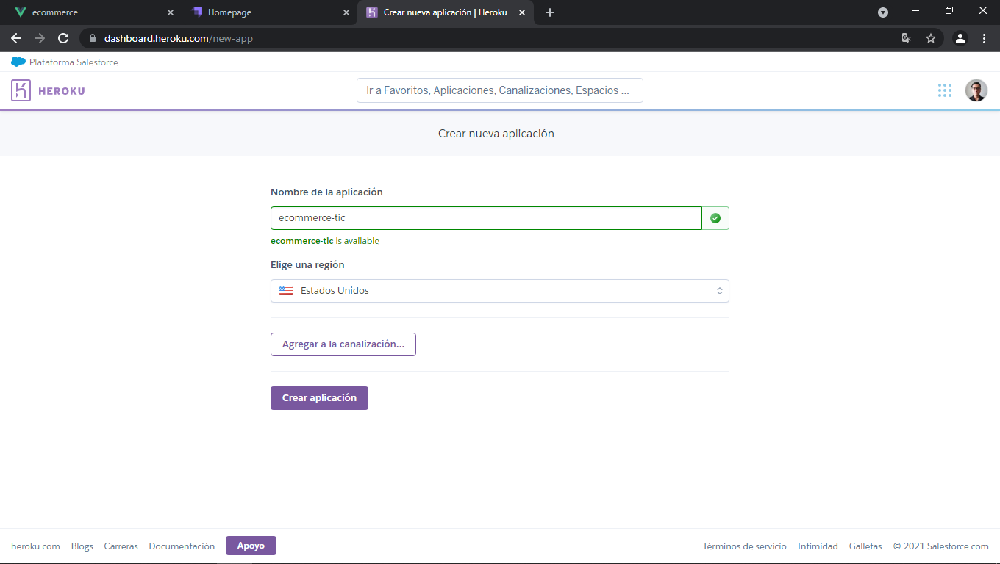 ecommerce
Homepage
Crear nueva aplicación | Heroku
dashboard.heroku.com/new-app
Plataforma Salesforce
HEROKU
Ir a Favoritos, Aplicaciones, Canalizaciones, Espacios ...
Crear nueva aplicación
Nombre de la aplicación
ecommerce-tic
ecommerce-tic is available
Elige una región
Estados Unidos
Agregar a la canalización...
Crear aplicación
heroku.com Blogs Carreras Documentación Apoyo
Términos de servicio Intimidad Galletas © 2021 Salesforce.com